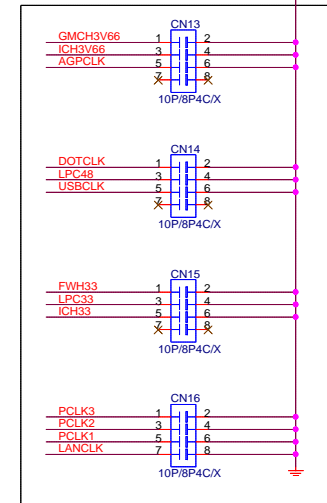 CN13
GMCH3V66 1 2
ICH3V66 3 4
AGPCLK 5 6
7 8
10P/8P4C/X
CN14
DOTCLK 1 2
LPC48 3 4
USBCLK 5 6
7 8
10P/8P4C/X
CN15
FWH33 1 2
LPC33 3 4
ICH33 5 6
7 8
10P/8P4C/X
CN16
PCLK3 1 2
PCLK2 3 4
PCLK1 5 6
LANCLK 7 8
10P/8P4C/X